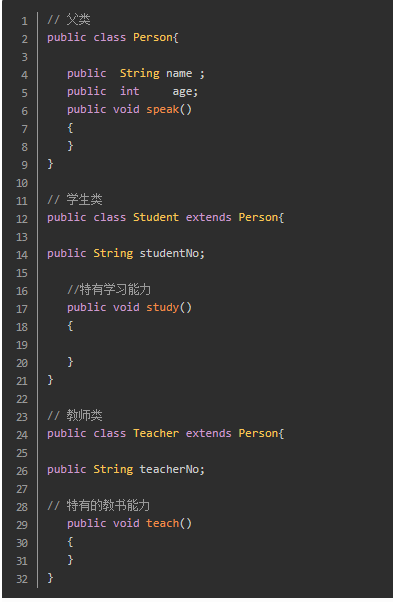 1 // 父类
2 public class Person{
3
4 public String name ;
5 public int age;
6 public void speak()
7 {
8 }
9 }
10
11 // 学生类
12 public class Student extends Person{
13
14 public String studentNo;
15
16 //特有学习能力
17 public void study()
18 {
19
20 }
21 }
22
23 // 教师类
24 public class Teacher extends Person{
25
26 public String teacherNo;
27
28 // 特有的教书能力
29 public void teach()
30 {
31 }
32 }